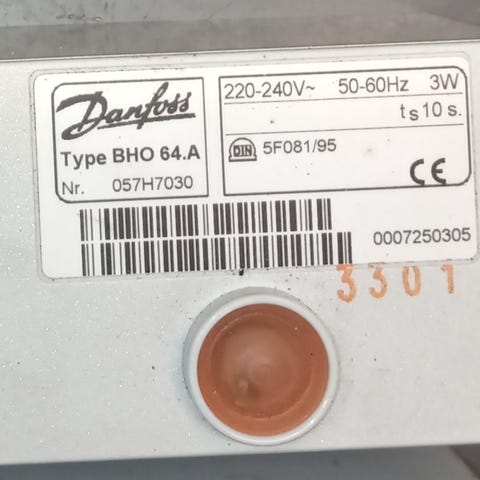 Danfoss
Type BHO 64.A
Nr. 057H7030
220-240V~ 50-60Hz 3W
ts 10 s.
DIN 5F081/95
CE
0007250305
3301